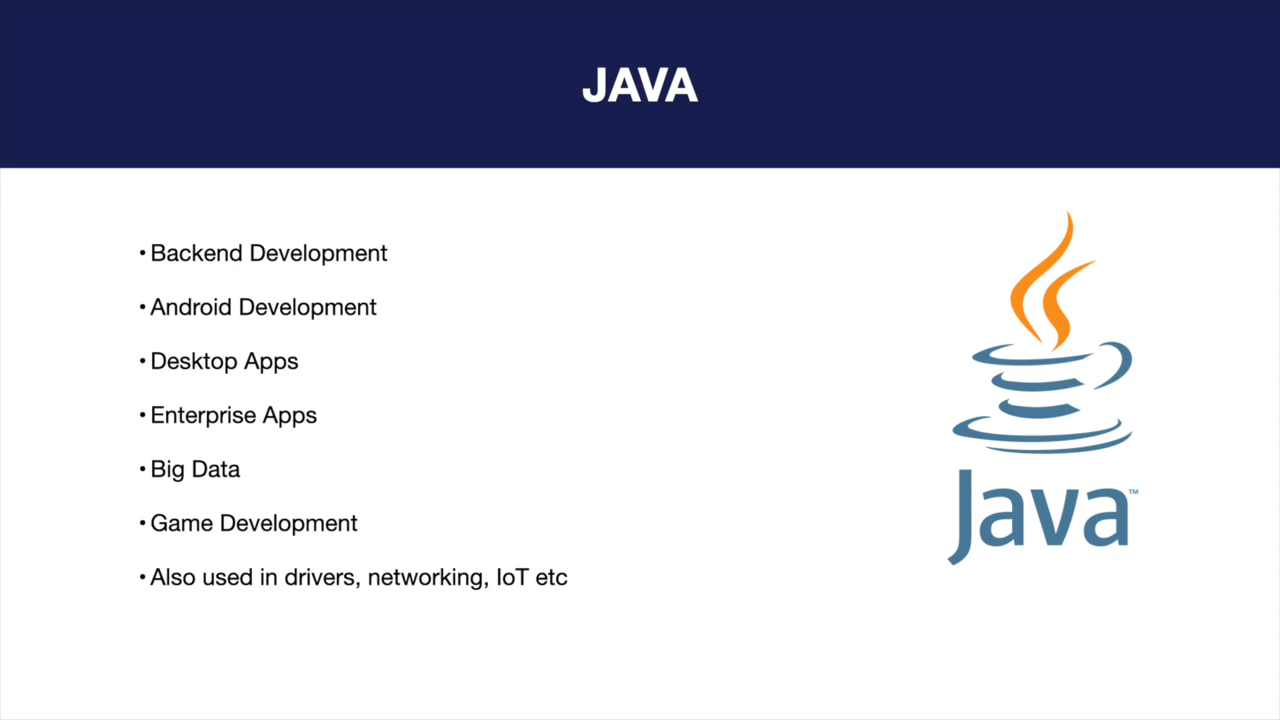 JAVA
• Backend Development
• Android Development
• Desktop Apps
• Enterprise Apps
• Big Data
• Game Development
• Also used in drivers, networking, IoT etc
Java™